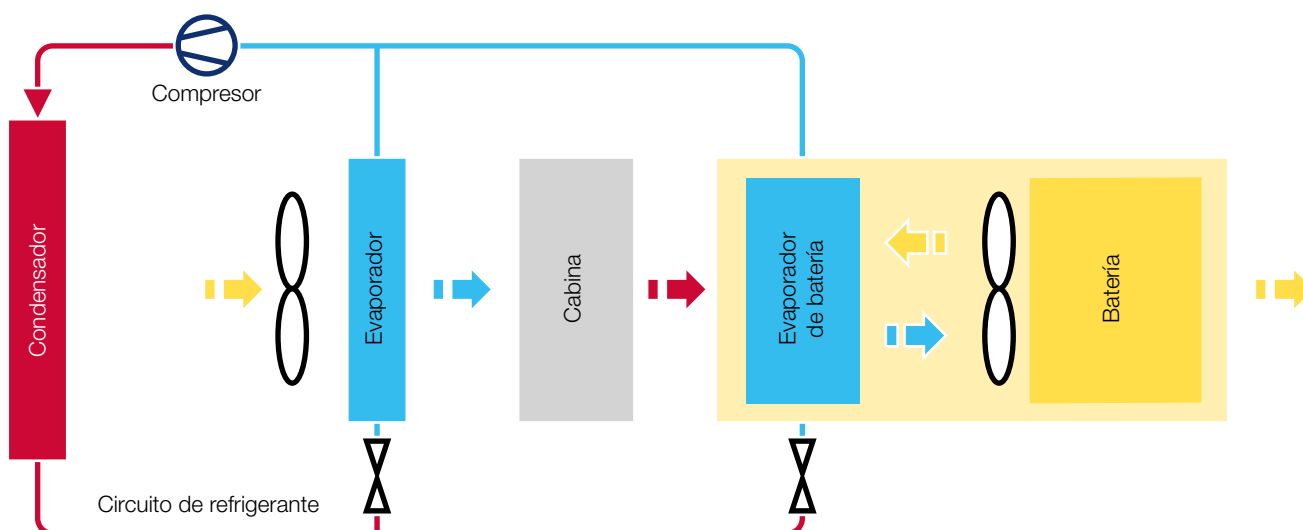 Compresor
Condensador
Evaporador
Cabina
Evaporador
de batería
Batería
Circuito de refrigerante